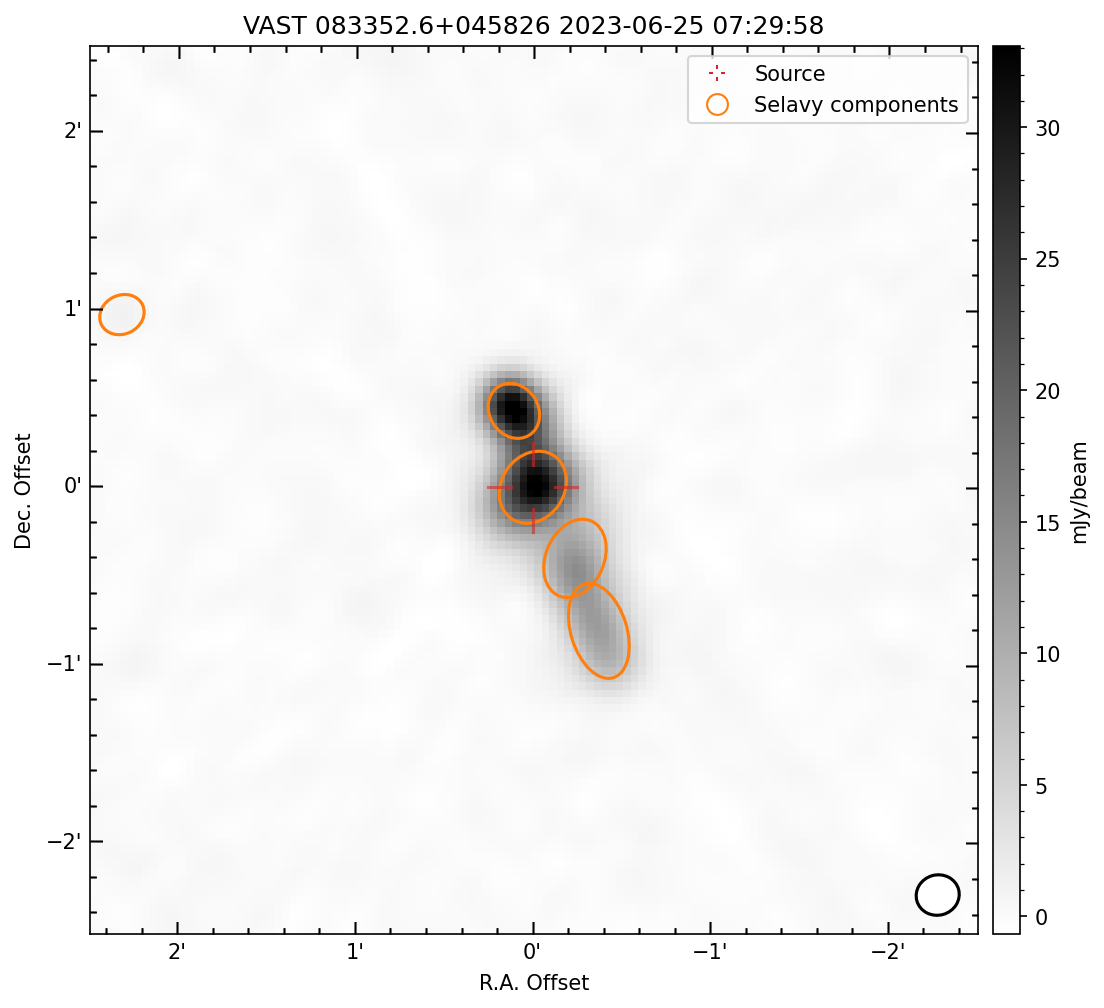 VAST 083352.6+045826 2023-06-25 07:29:58
Source
Selavy components
2'
1'
0'
−1'
−2'
Dec. Offset
2'
1'
0'
−1'
−2'
R.A. Offset
30
25
20
15
10
5
0
mJy/beam